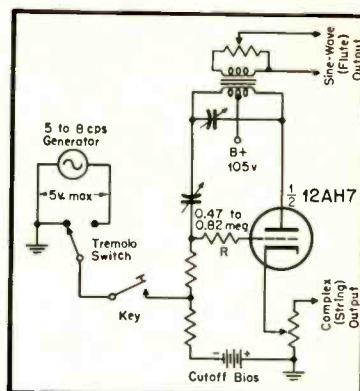 Sine-Wave
(Flute)
Output
5 to 8 cps
Generator
5v. max
B+
105v
1/2 12AH7
0.47 to
0.82 meg
R
Tremolo
Switch
Key
Complex
(String)
Output
- +
Cutoff Bias